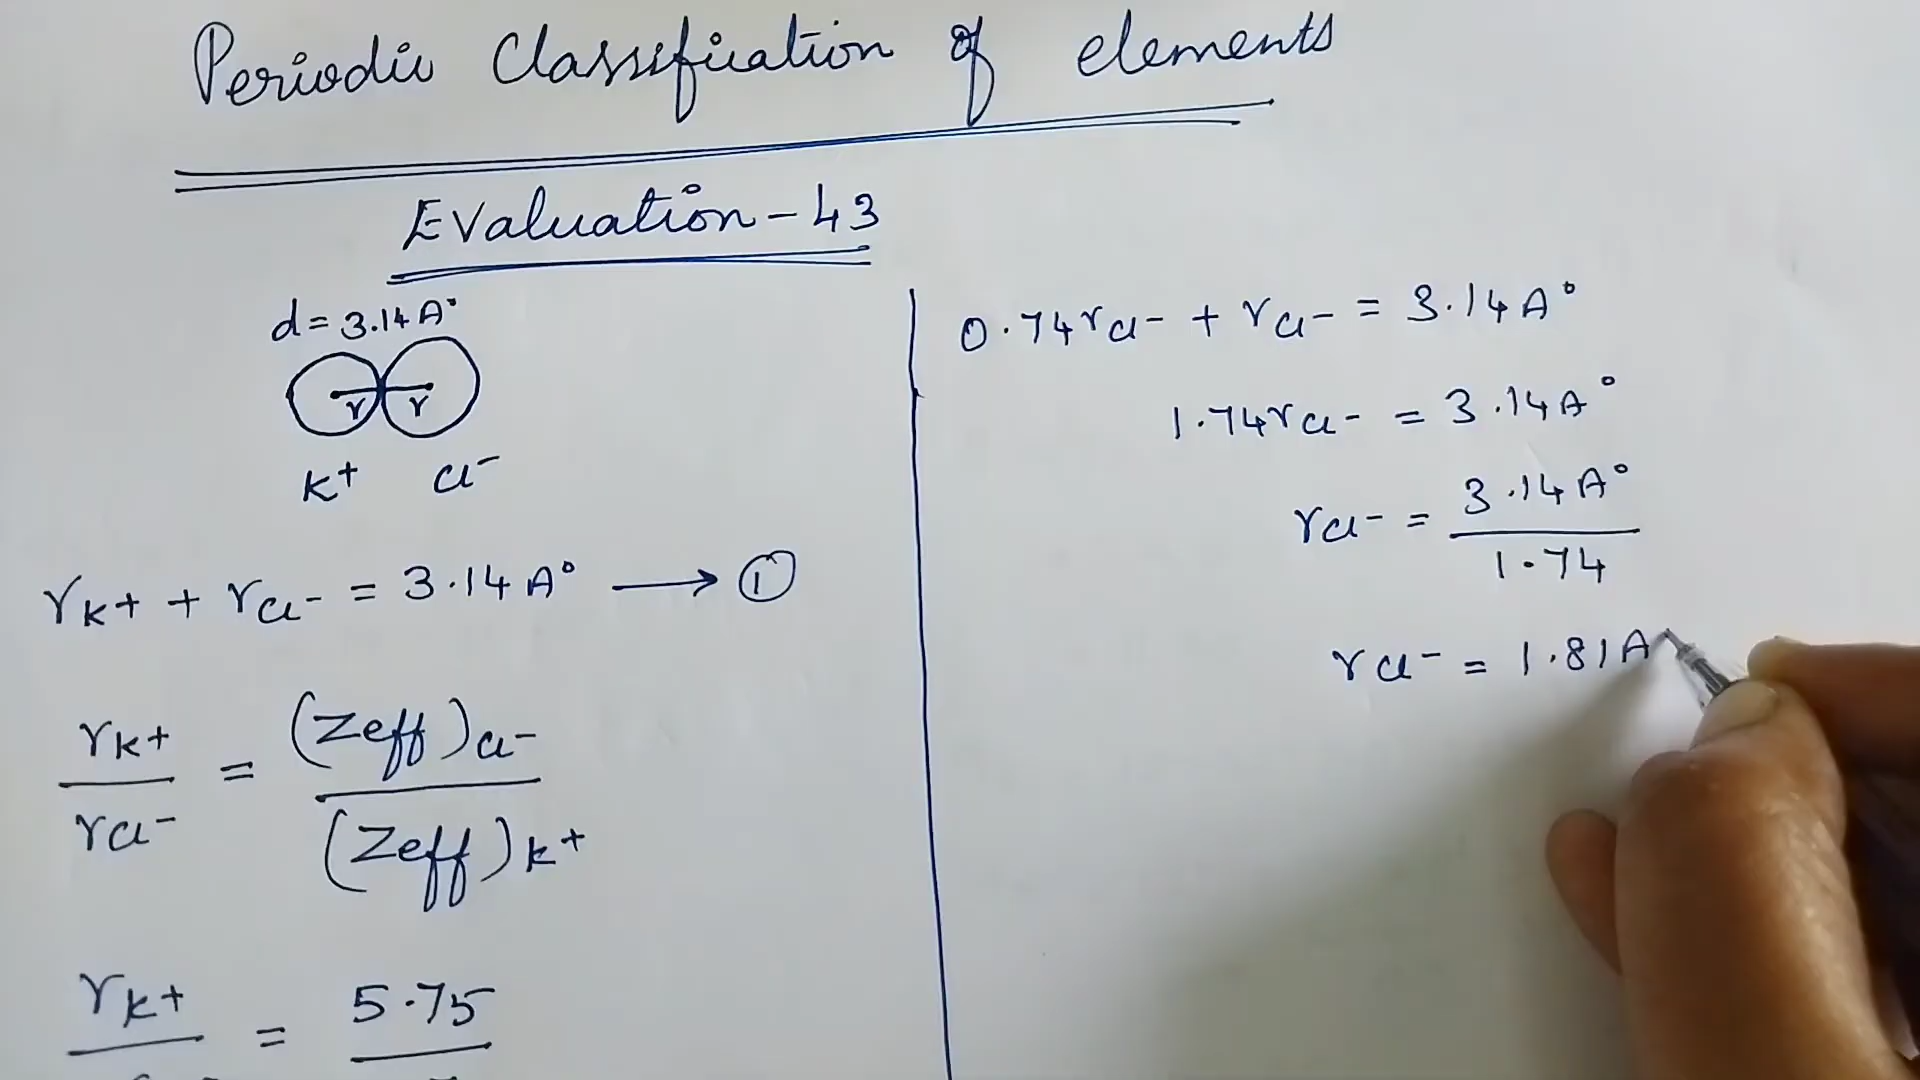 Periodic Classification of elements
Evaluation-43
d = 3.14A°
r r
K+ Cl-
rK+ + rCl- = 3.14A° → ①
rK+ / rCl- = (Zeff)Cl- / (Zeff)K+
rK+ = 5.75
0.74rCl- + rCl- = 3.14A°
1.74rCl- = 3.14A°
rCl- = 3.14A° / 1.74
rCl- = 1.81A